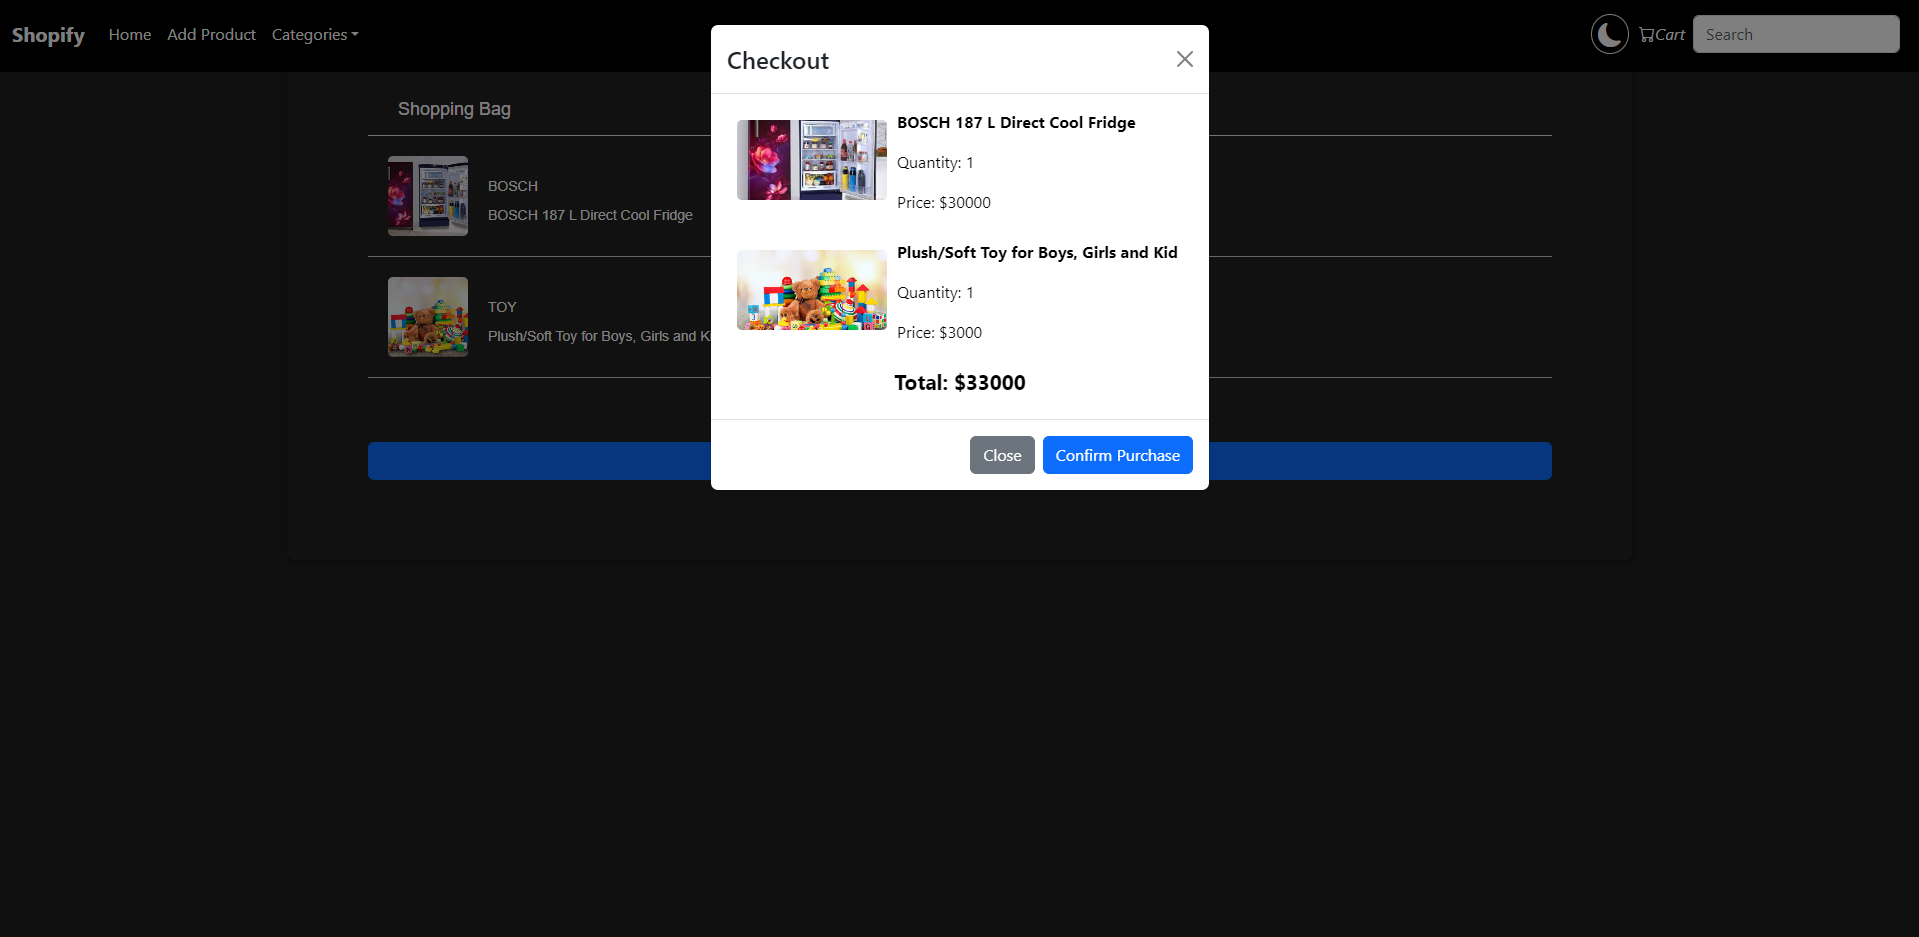 Shopify
Home
Add Product
Categories
Cart
Search
Shopping Bag
BOSCH
BOSCH 187 L Direct Cool Fridge
TOY
Plush/Soft Toy for Boys, Girls and
Checkout
BOSCH 187 L Direct Cool Fridge
Quantity: 1
Price: $30000
Plush/Soft Toy for Boys, Girls and Kid
Quantity: 1
Price: $3000
Total: $33000
Close
Confirm Purchase